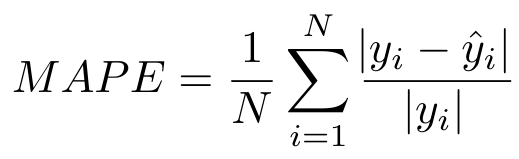 $MAPE = \frac{1}{N} \sum_{i=1}^{N} \frac{|y_i - \hat{y}_i|}{|y_i|}$